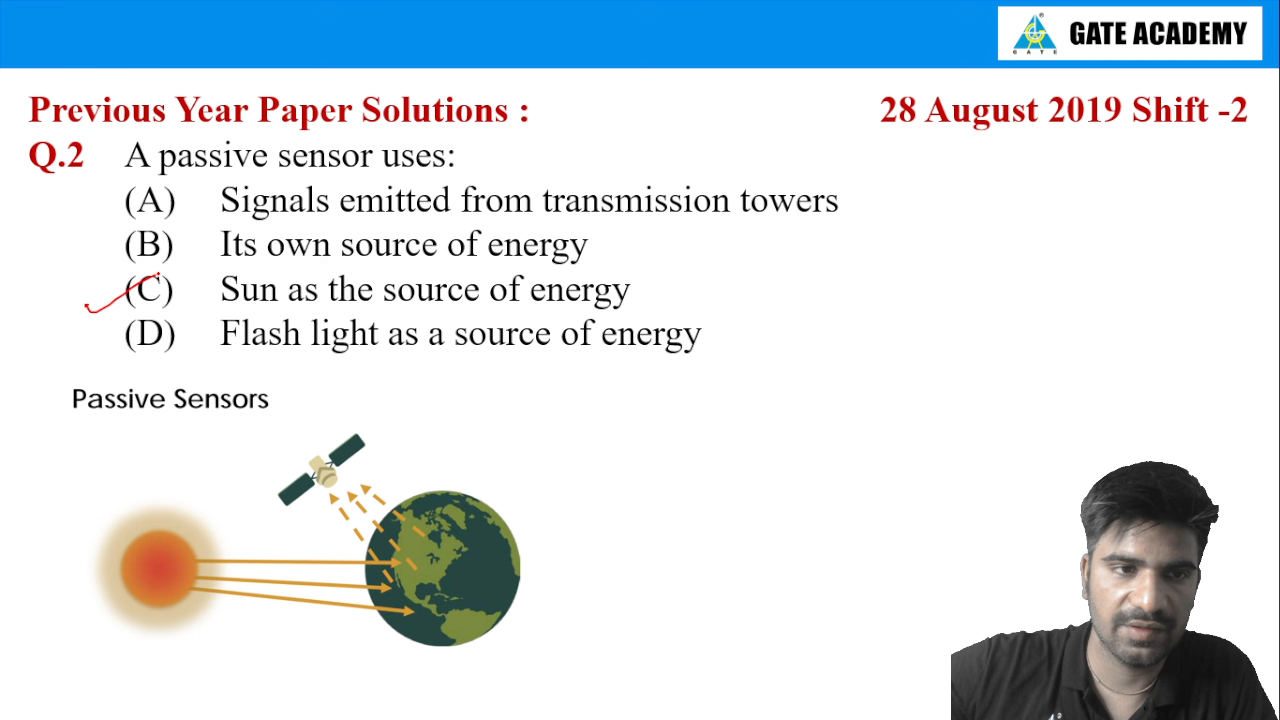 GATE ACADEMY
GATE
Previous Year Paper Solutions : 28 August 2019 Shift -2
Q.2 A passive sensor uses:
(A) Signals emitted from transmission towers
(B) Its own source of energy
(C) Sun as the source of energy
(D) Flash light as a source of energy
Passive Sensors